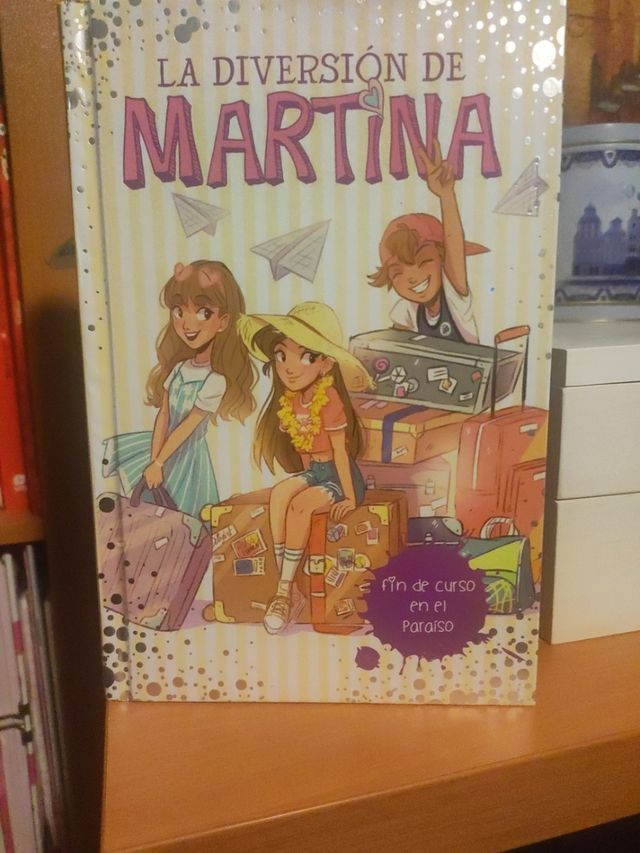 LA DIVERSIÓN DE
MARTiNA
Fin de curso
en el
Paraíso